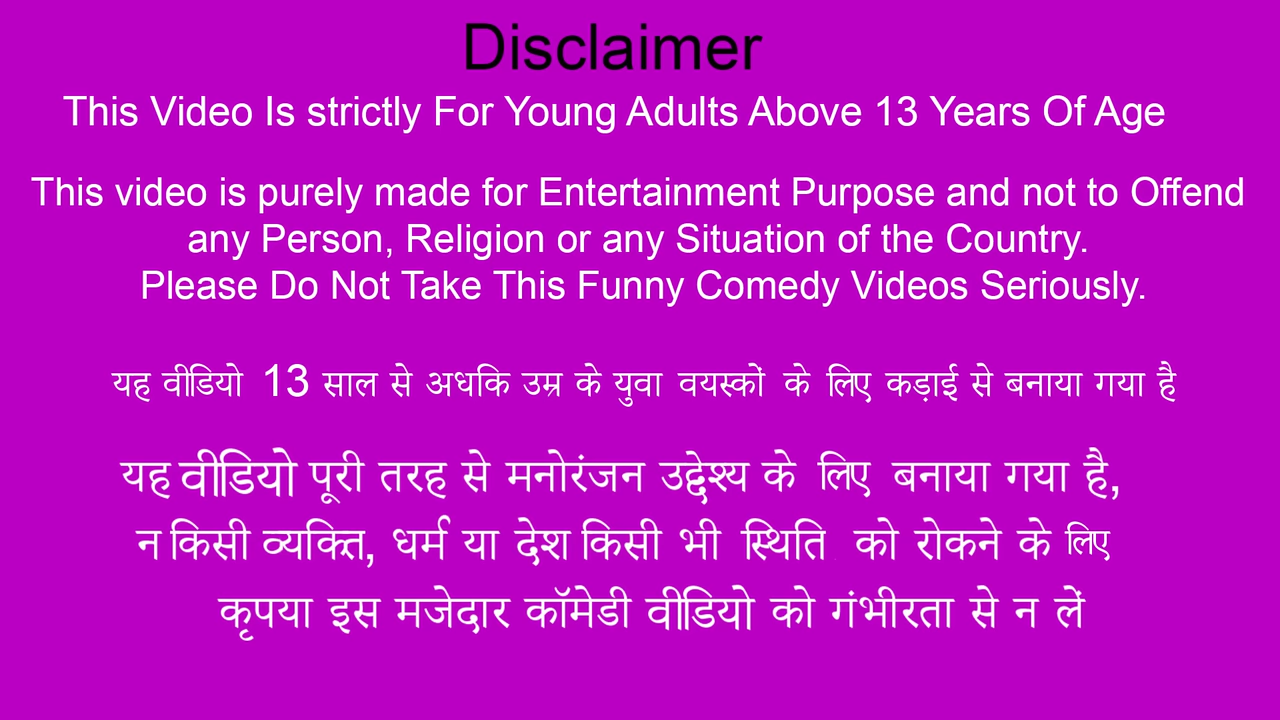 Disclaimer
This Video Is strictly For Young Adults Above 13 Years Of Age
This video is purely made for Entertainment Purpose and not to Offend
any Person, Religion or any Situation of the Country.
Please Do Not Take This Funny Comedy Videos Seriously.
यह वीडियो 13 साल से अधकि उम्र के युवा वयस्कों के लिए कड़ाई से बनाया गया है
यह वीडियो पूरी तरह से मनोरंजन उद्देश्य के लिए बनाया गया है,
न किसी व्यक्ति, धर्म या देश किसी भी स्थिति को रोकने के लिए
कृपया इस मजेदार कॉमेडी वीडियो को गंभीरता से न लें